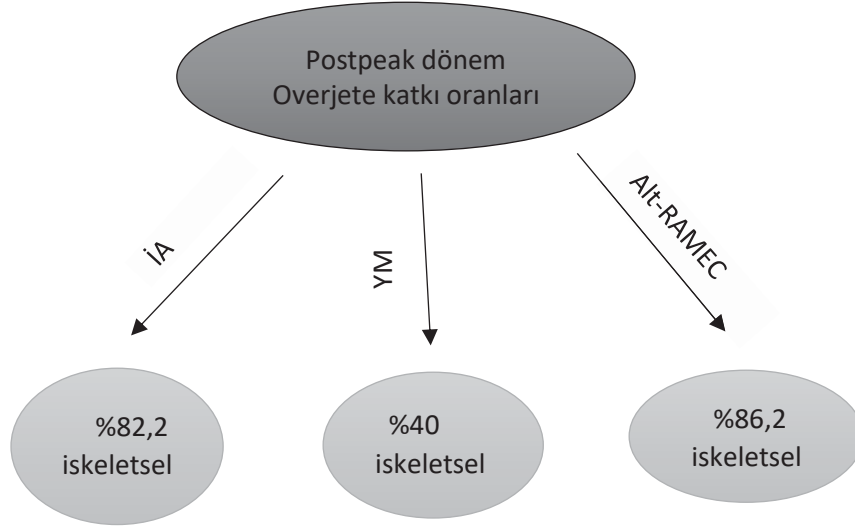 Postpeak dönem
Overjete katkı oranları
İA
YM
Alt-RAMEC
%82,2
iskeletsel
%40
iskeletsel
%86,2
iskeletsel